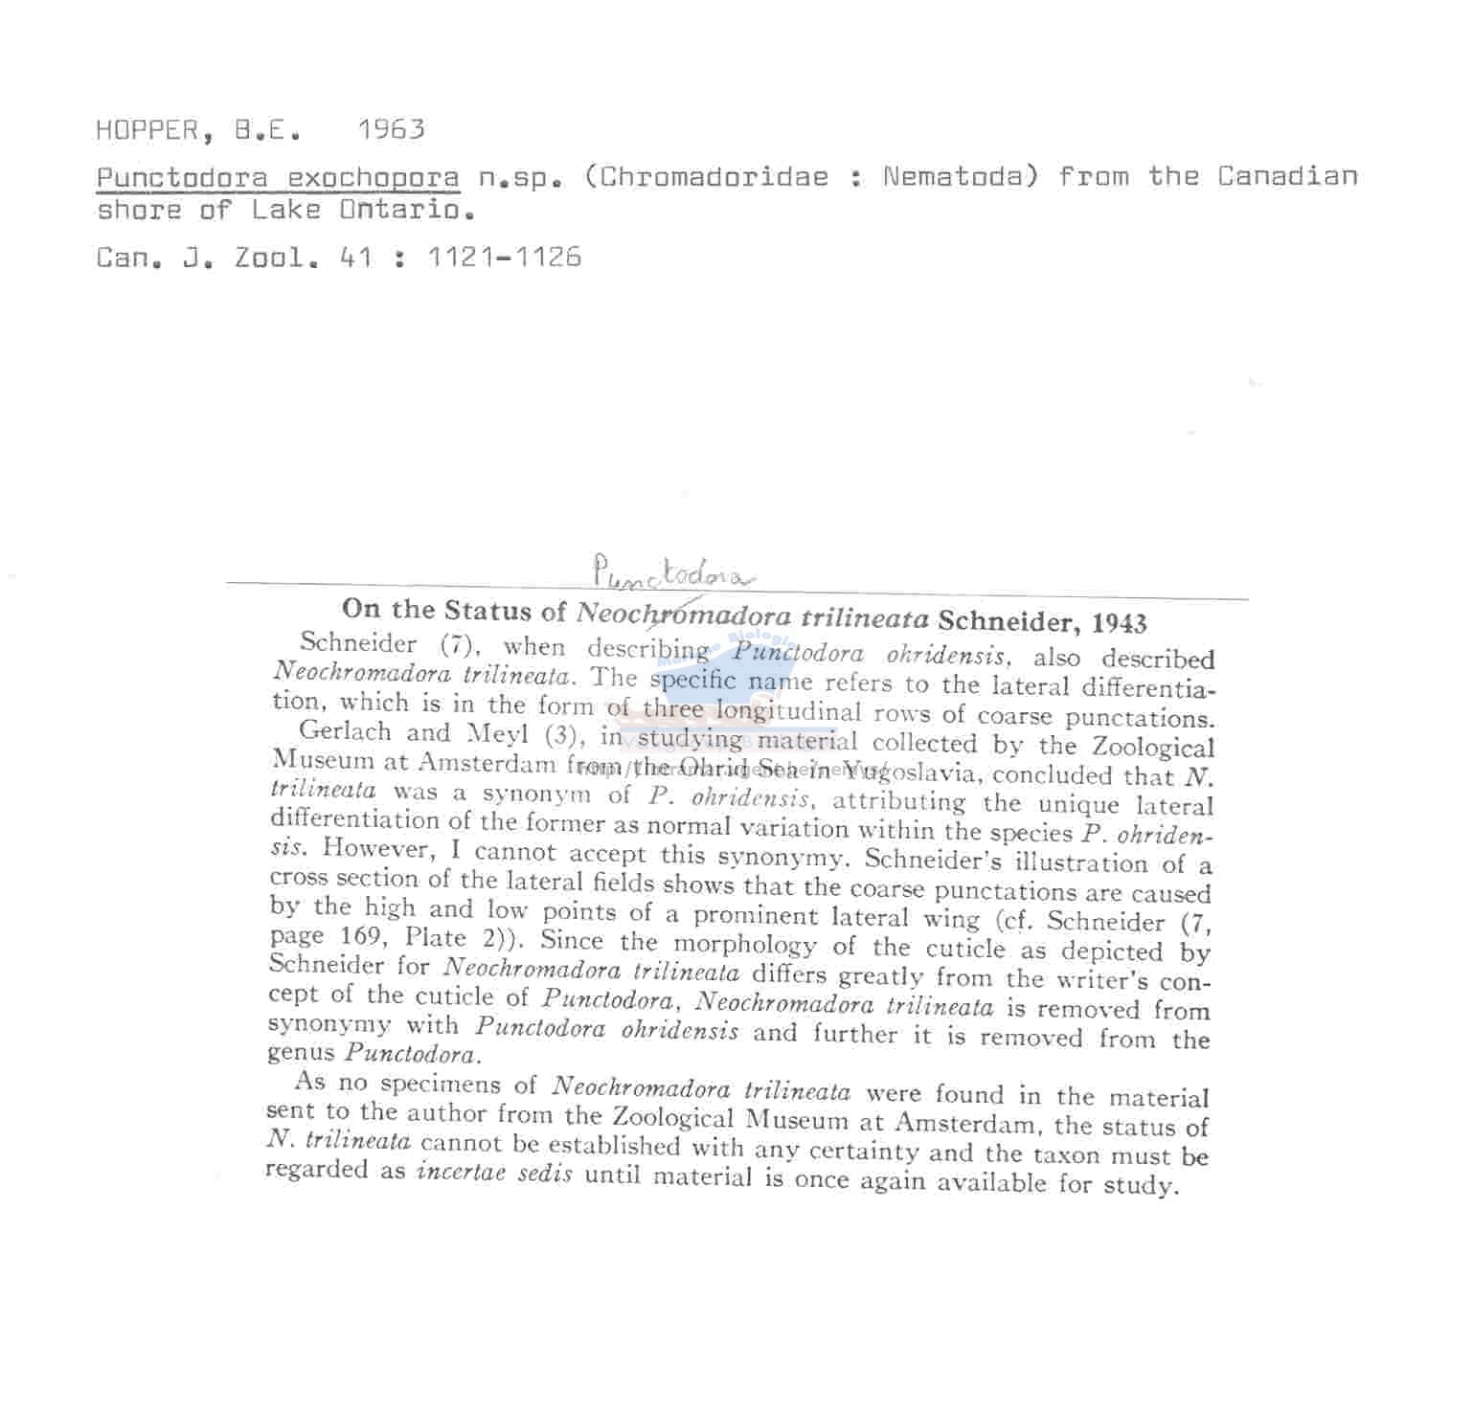 HOPPER, B.E. 1963
Punctodora exochopora n.sp. (Chromadoridae : Nematoda) from the Canadian
shore of Lake Ontario.
Can. J. Zool. 41 : 1121-1126
Punctodora
On the Status of Neochromadora trilineata Schneider, 1943
Schneider (7), when describing Punctodora ohridensis, also described
Neochromadora trilineata. The specific name refers to the lateral differentia-
tion, which is in the form of three longitudinal rows of coarse punctations.
Gerlach and Meyl (3), in studying material collected by the Zoological
Museum at Amsterdam from the Ohrid Sea in Yugoslavia, concluded that N.
trilineata was a synonym of P. ohridensis, attributing the unique lateral
differentiation of the former as normal variation within the species P. ohriden-
sis. However, I cannot accept this synonymy. Schneider's illustration of a
cross section of the lateral fields shows that the coarse punctations are caused
by the high and low points of a prominent lateral wing (cf. Schneider (7,
page 169, Plate 2)). Since the morphology of the cuticle as depicted by
Schneider for Neochromadora trilineata differs greatly from the writer's con-
cept of the cuticle of Punctodora, Neochromadora trilineata is removed from
synonymy with Punctodora ohridensis and further it is removed from the
genus Punctodora.
As no specimens of Neochromadora trilineata were found in the material
sent to the author from the Zoological Museum at Amsterdam, the status of
N. trilineata cannot be established with any certainty and the taxon must be
regarded as incertae sedis until material is once again available for study.